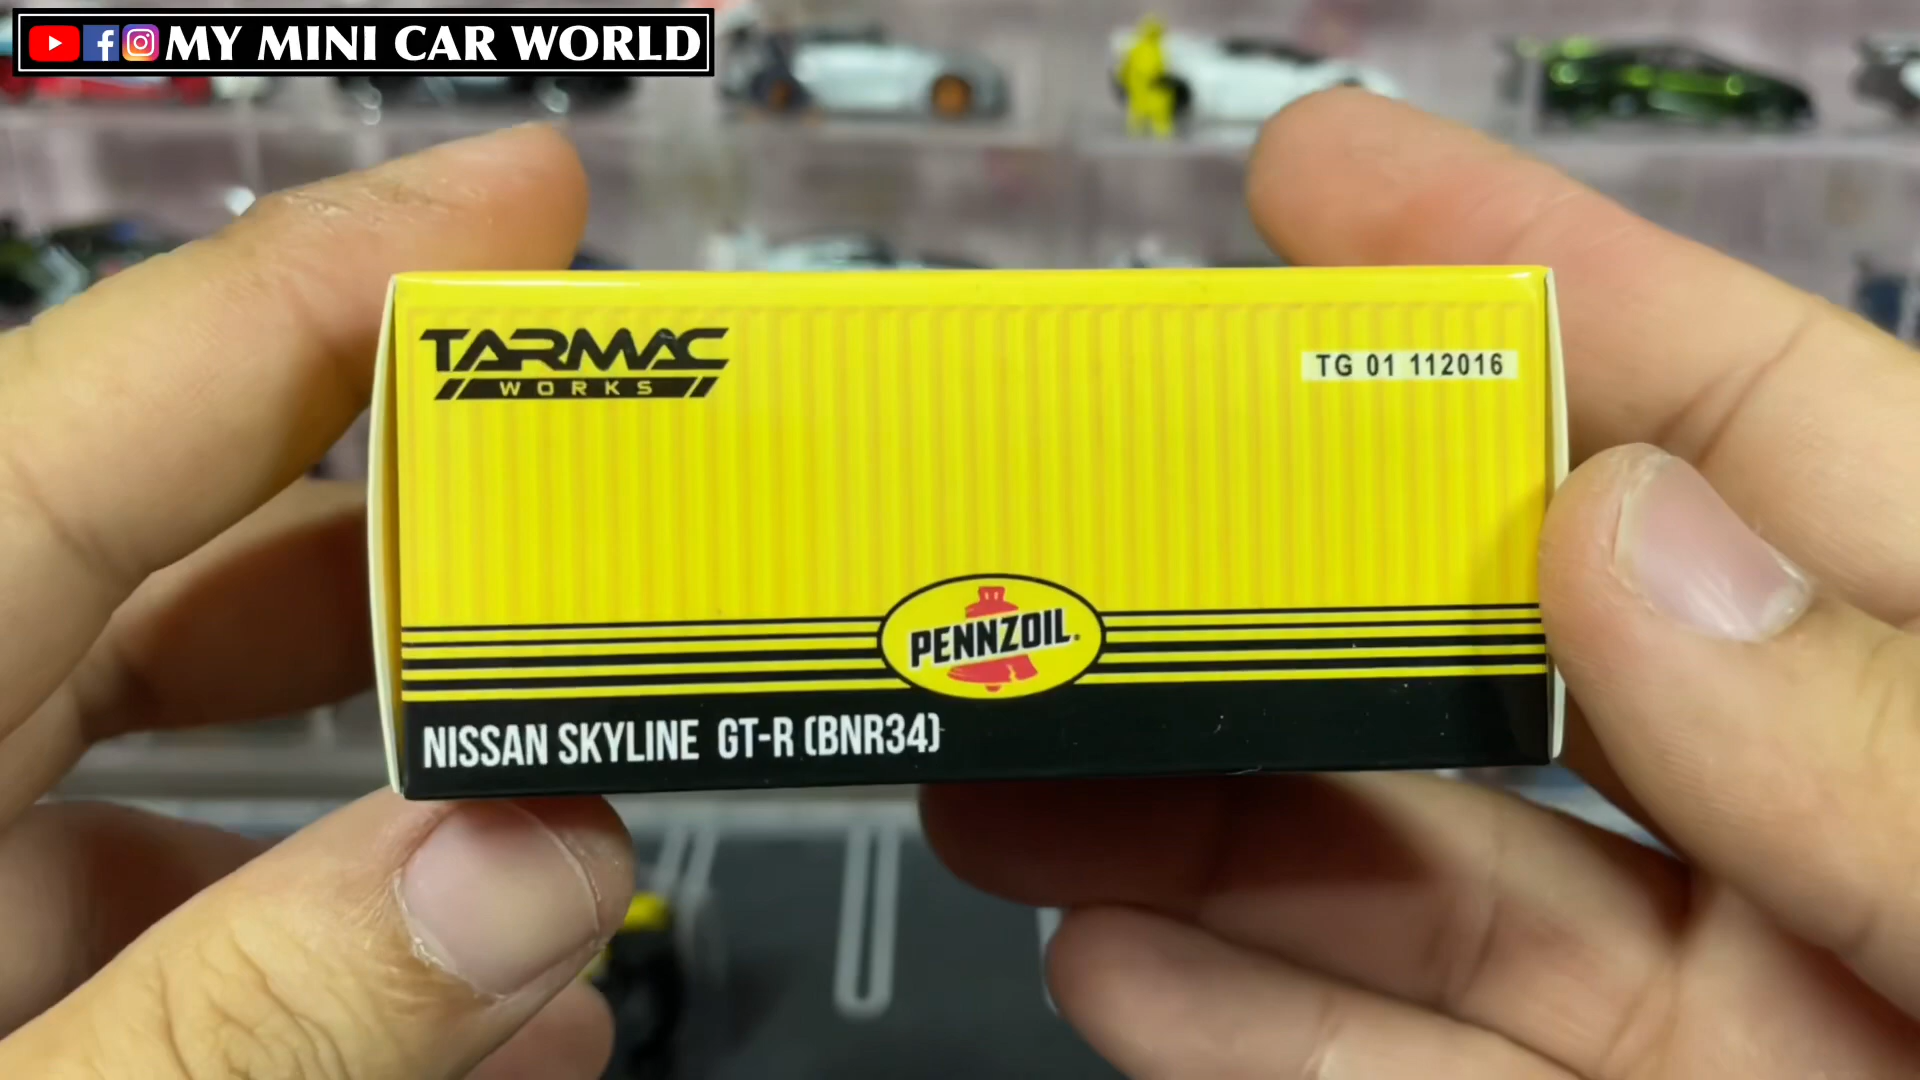 MY MINI CAR WORLD
TARMAC
WORKS
TG 01 112016
PENNZOIL
NISSAN SKYLINE GT-R (BNR34)